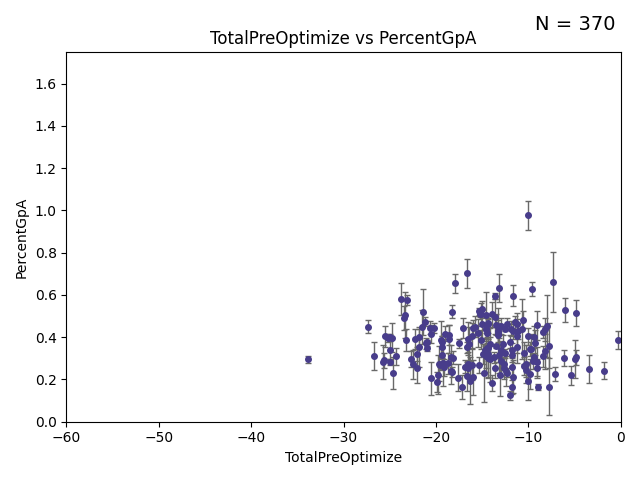 N = 370
TotalPreOptimize vs PercentGpA
PercentGpA
1.6
1.4
1.2
1.0
0.8
0.6
0.4
0.2
0.0
−60 −50 −40 −30 −20 −10 0
TotalPreOptimize